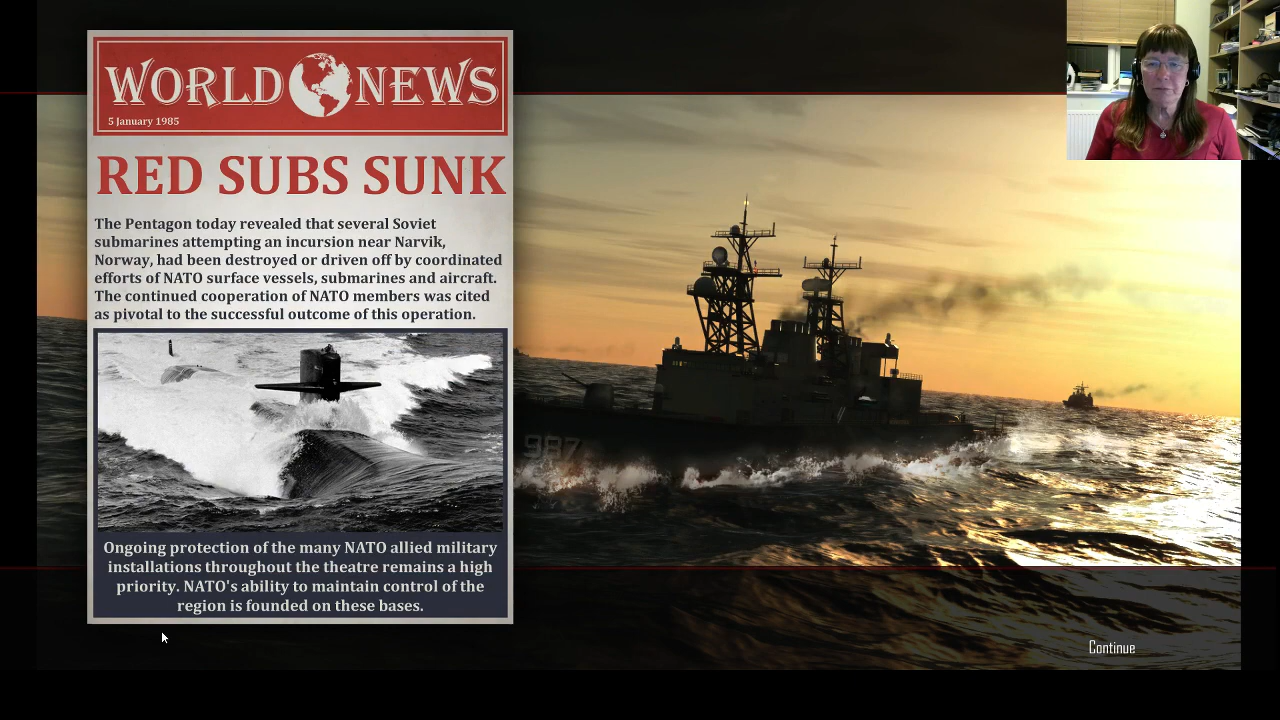 WORLD NEWS
5 January 1985
RED SUBS SUNK
The Pentagon today revealed that several Soviet
submarines attempting an incursion near Narvik,
Norway, had been destroyed or driven off by coordinated
efforts of NATO surface vessels, submarines and aircraft.
The continued cooperation of NATO members was cited
as pivotal to the successful outcome of this operation.
Ongoing protection of the many NATO allied military
installations throughout the theatre remains a high
priority. NATO's ability to maintain control of the
region is founded on these bases.
987
Continue